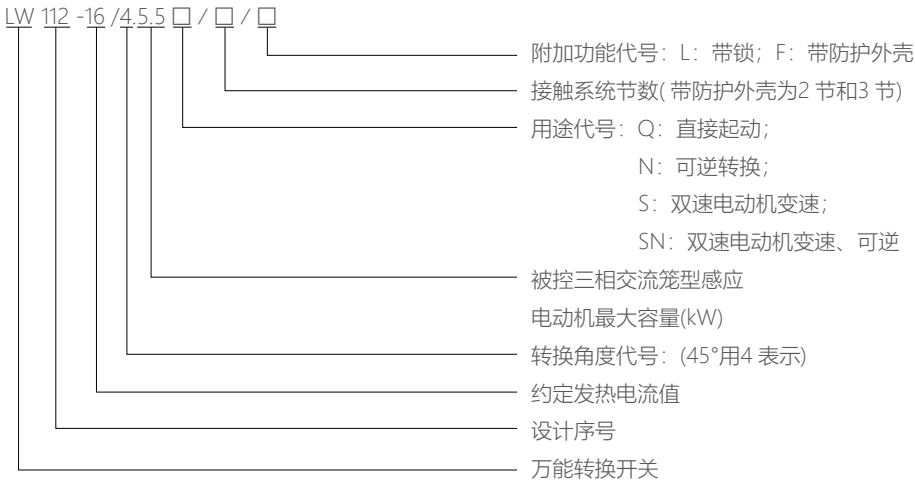 LW 112 -16 /4.5.5 □ / □ / □
附加功能代号：L：带锁；F：带防护外壳
接触系统节数( 带防护外壳为2 节和3 节)
用途代号：Q：直接起动；
N：可逆转换；
S：双速电动机变速；
SN：双速电动机变速、可逆
被控三相交流笼型感应
电动机最大容量(kW)
转换角度代号：(45°用4 表示)
约定发热电流值
设计序号
万能转换开关